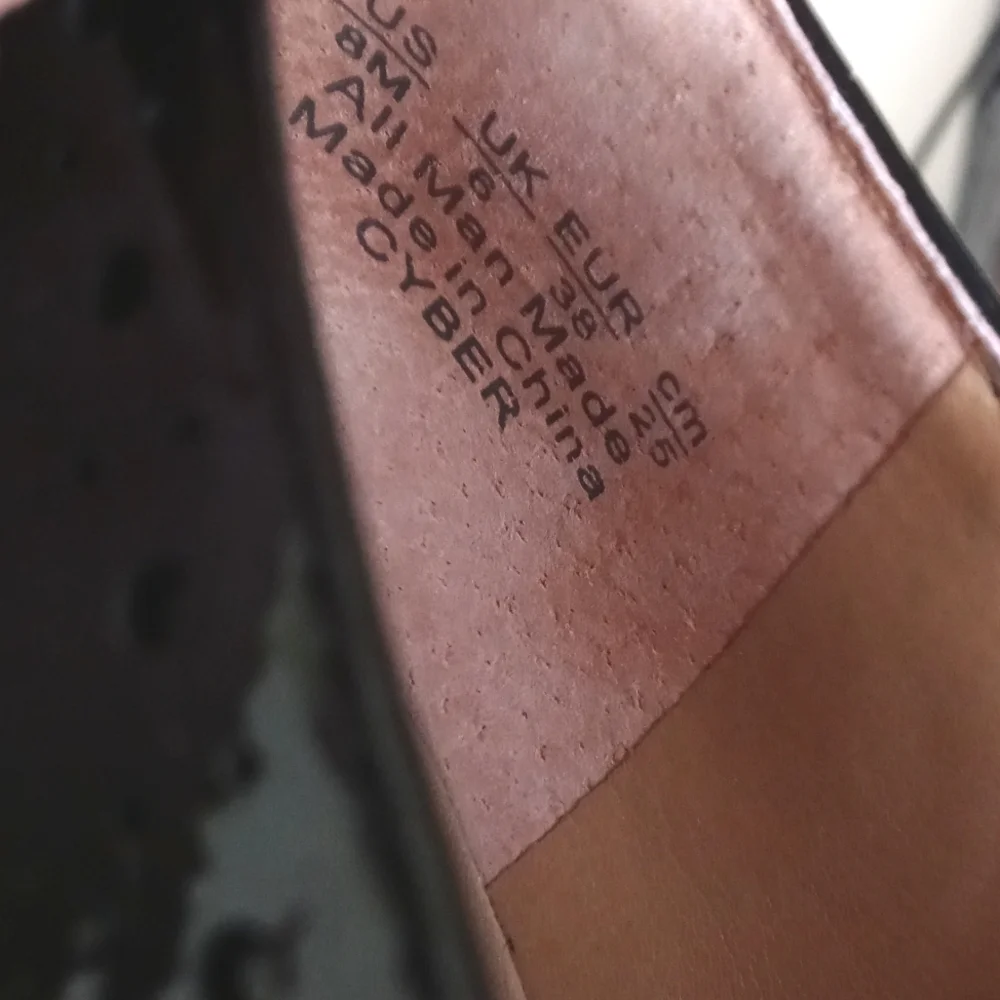 US UK EUR cm
8M 6 38 25
All Man Made
Made in China
CYBER